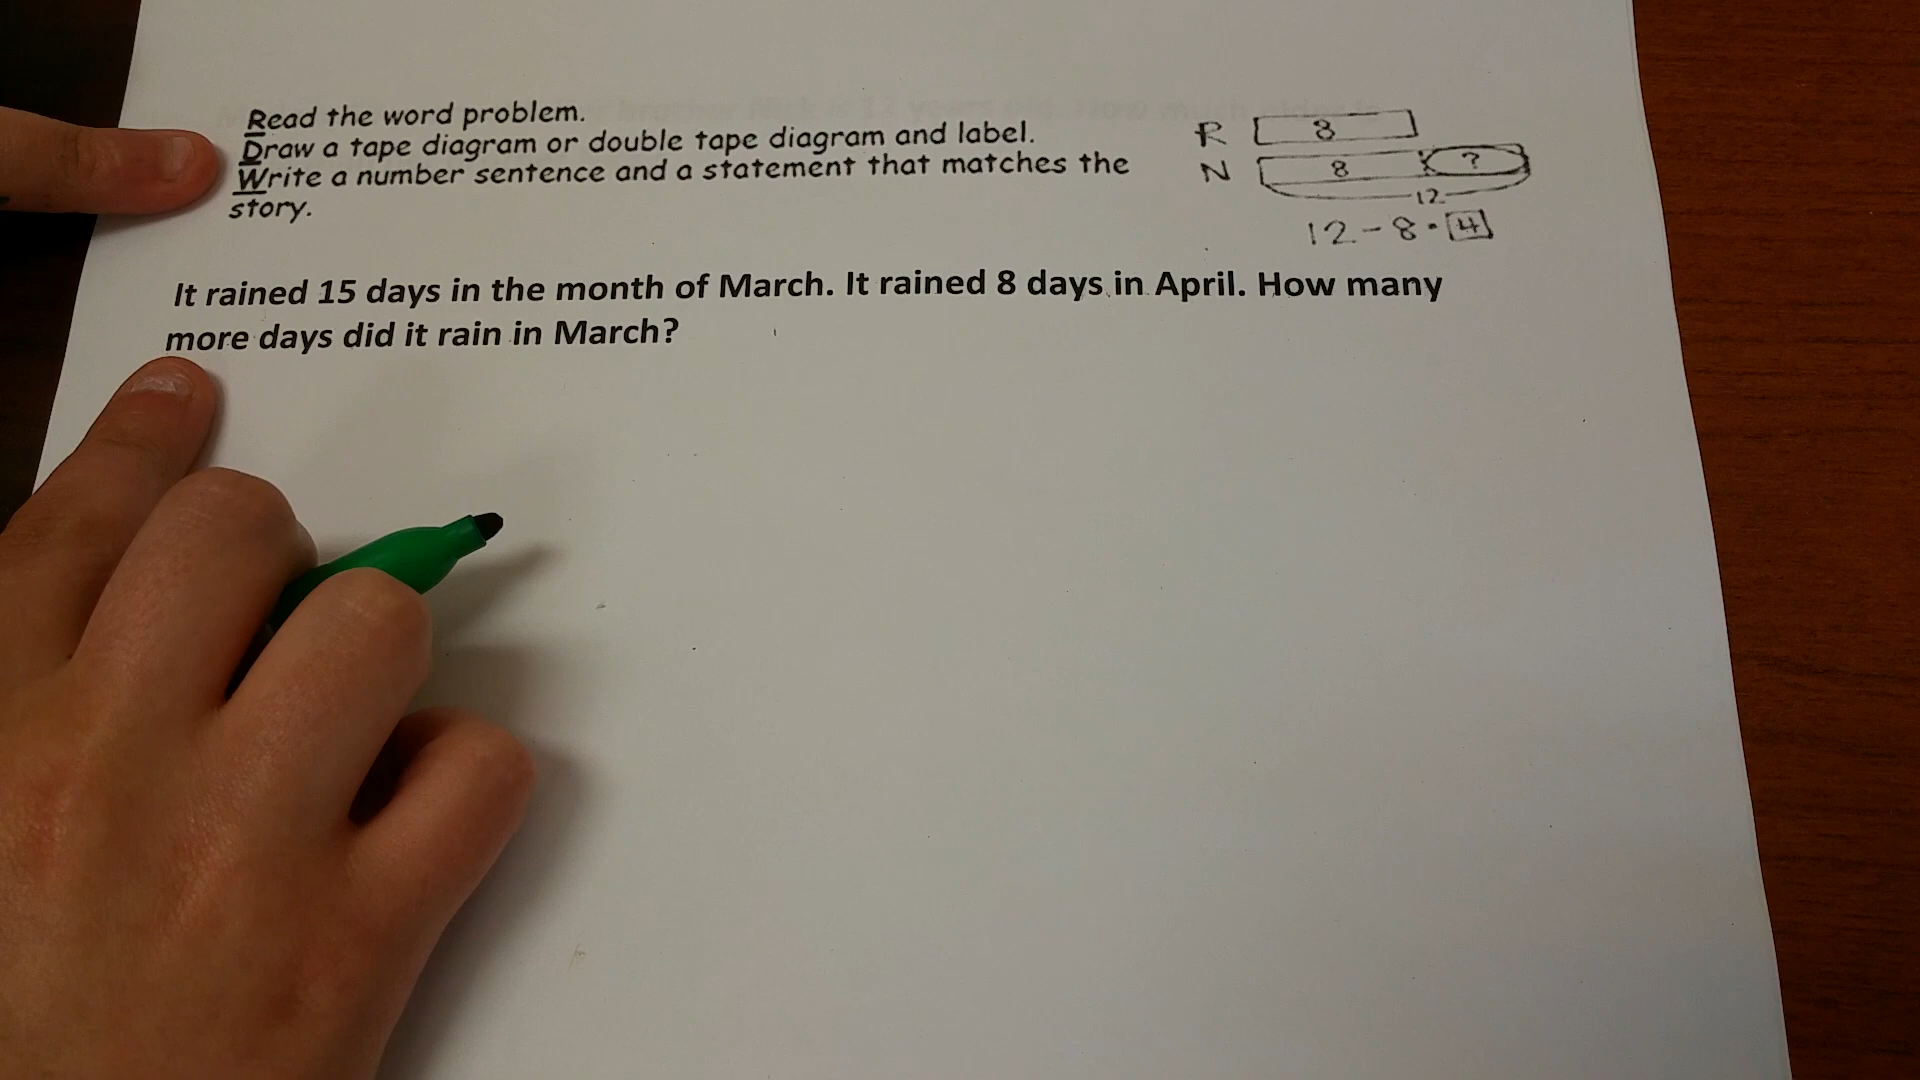 Read the word problem.
Draw a tape diagram or double tape diagram and label.
Write a number sentence and a statement that matches the
story.
R 8
N 8 ?
12
12-8=4
It rained 15 days in the month of March. It rained 8 days in April. How many
more days did it rain in March?